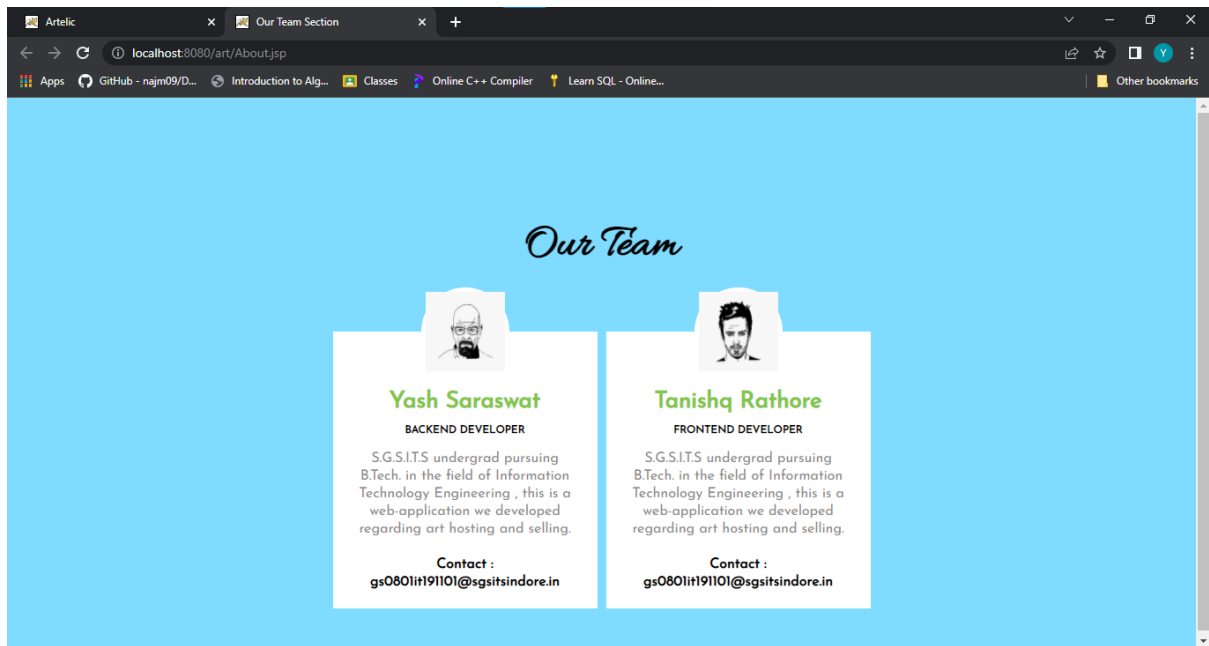 Artelic
Our Team Section
localhost:8080/art/About.jsp
Apps
GitHub - najm09/D...
Introduction to Alg...
Classes
Online C++ Compiler
Learn SQL - Online...
Other bookmarks
Y
Our Team
Yash Saraswat
BACKEND DEVELOPER
S.G.S.I.T.S undergrad pursuing
B.Tech. in the field of Information
Technology Engineering , this is a
web-application we developed
regarding art hosting and selling.
Contact :
gs0801it191101@sgsitsindore.in
Tanishq Rathore
FRONTEND DEVELOPER
S.G.S.I.T.S undergrad pursuing
B.Tech. in the field of Information
Technology Engineering , this is a
web-application we developed
regarding art hosting and selling.
Contact :
gs0801it191101@sgsitsindore.in